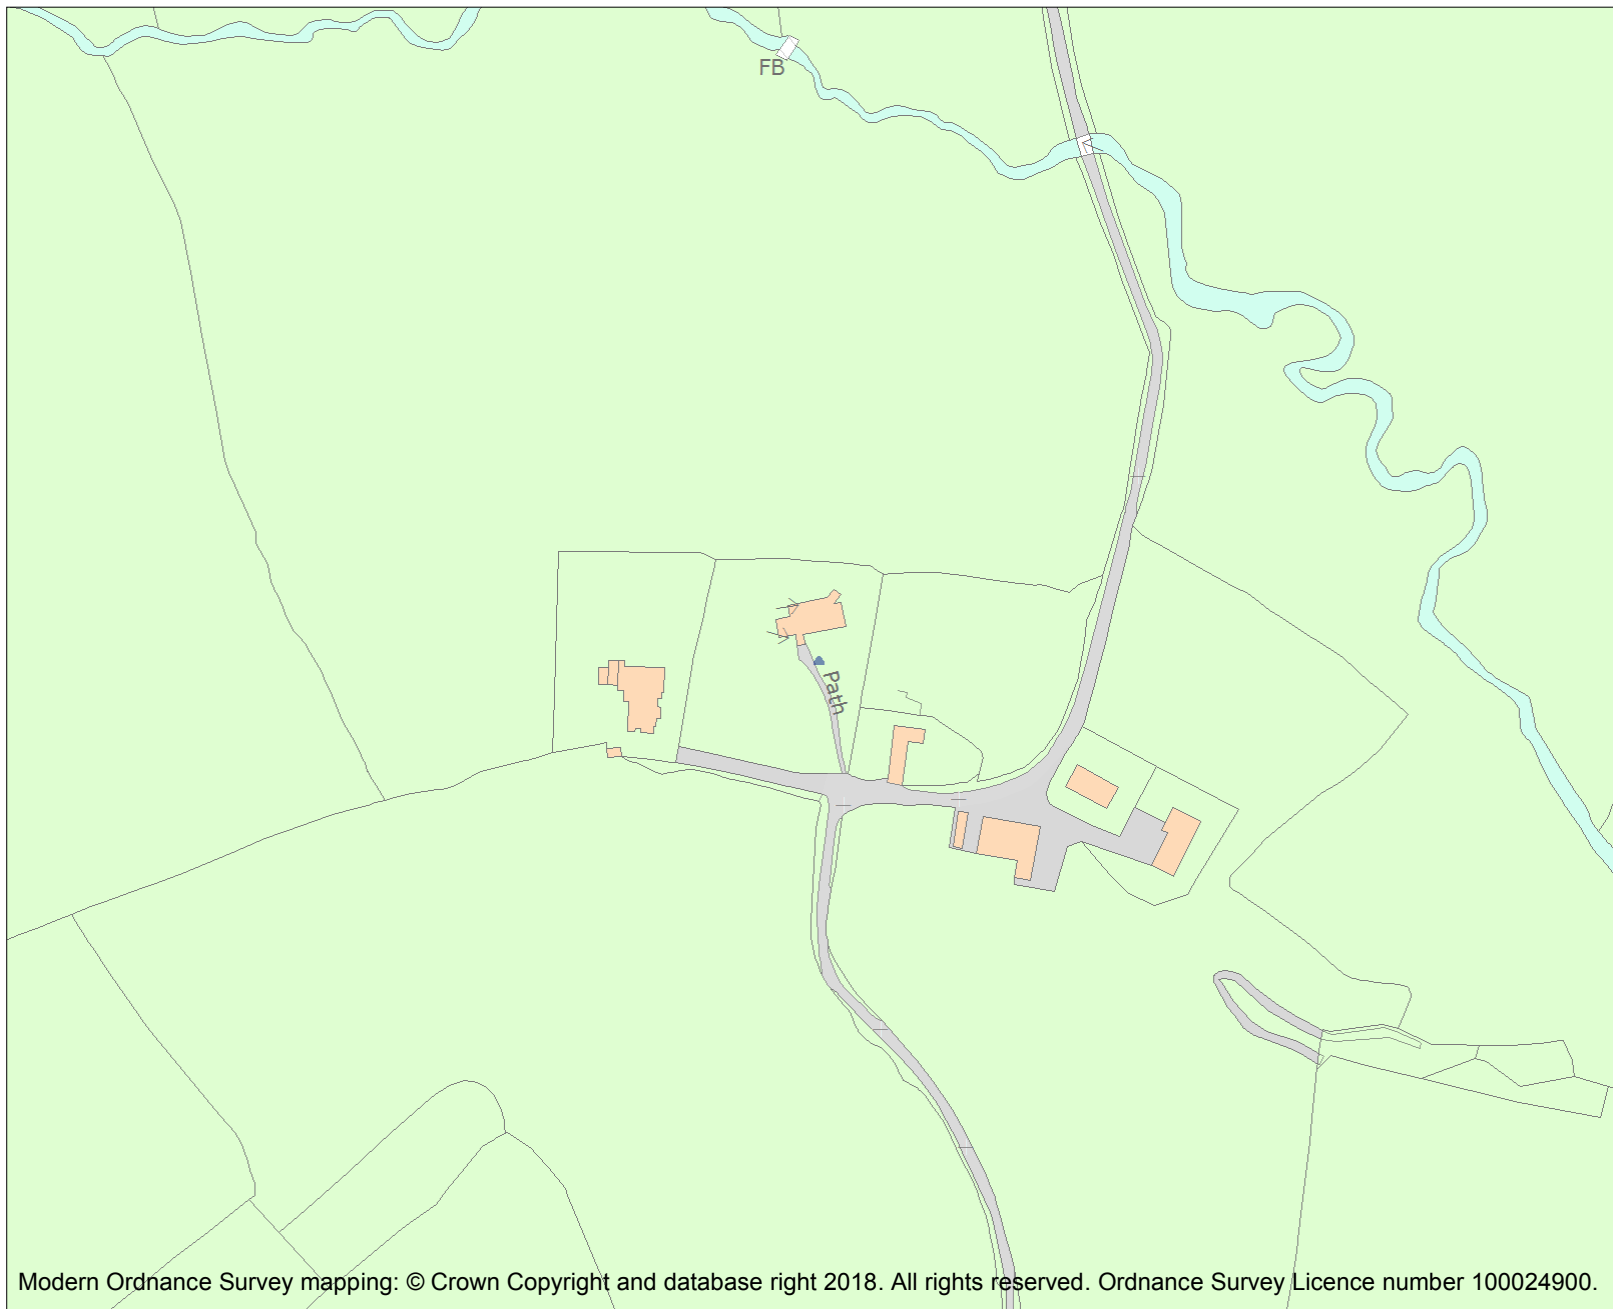 FB
Path
Modern Ordnance Survey mapping: © Crown Copyright and database right 2018. All rights reserved. Ordnance Survey Licence number 100024900.